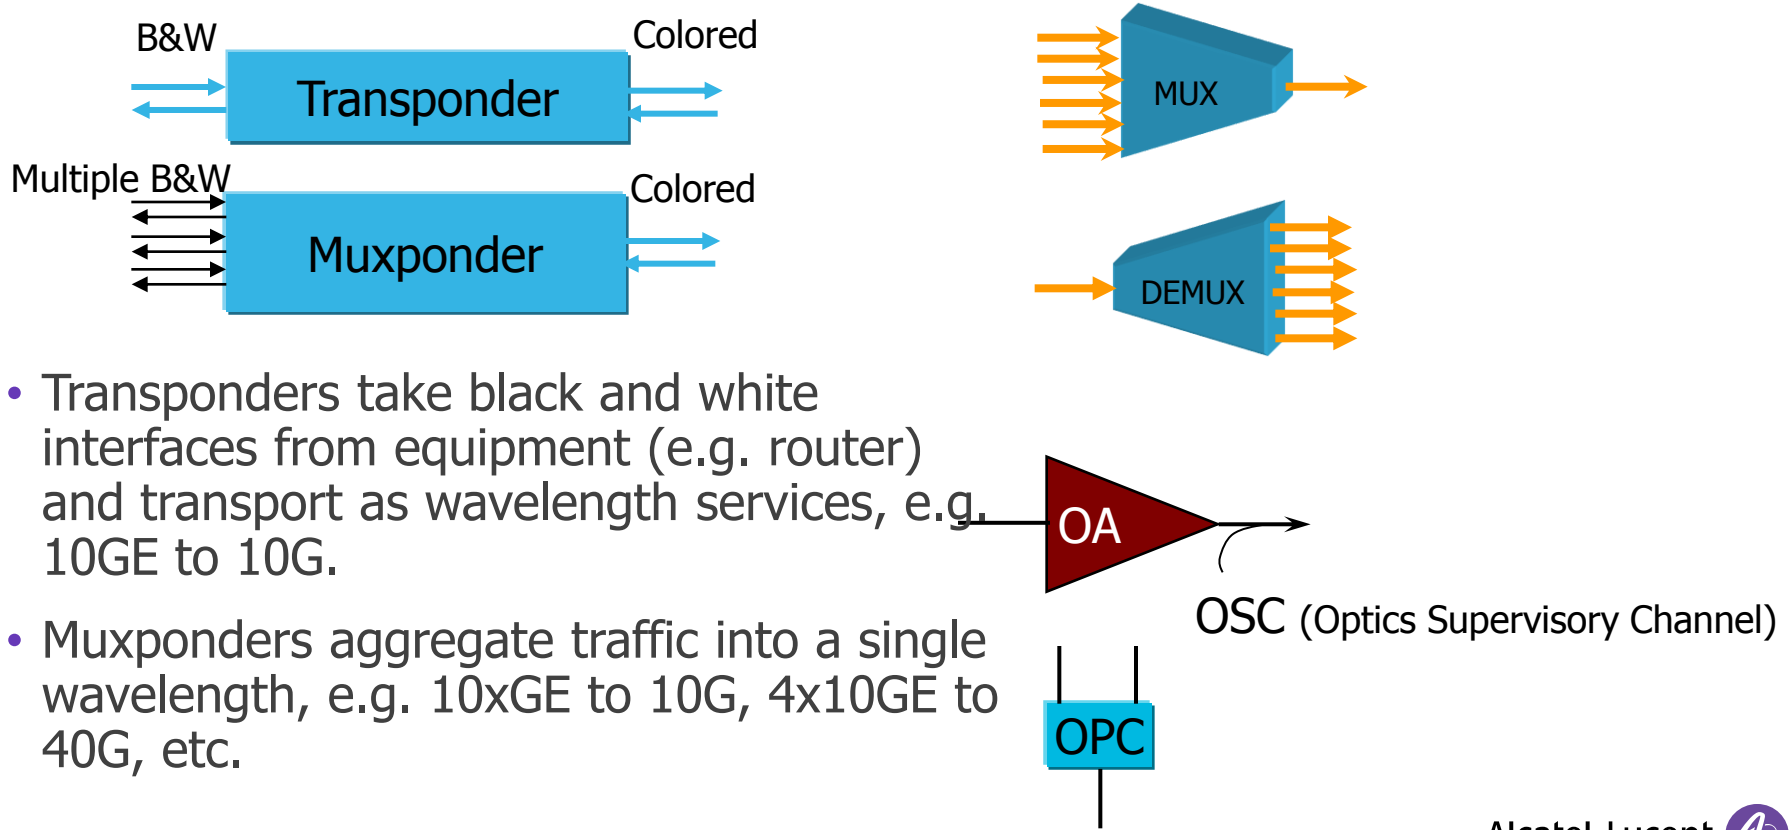 B&W
Colored
Transponder
Multiple B&W
Colored
Muxponder
MUX
DEMUX
• Transponders take black and white
interfaces from equipment (e.g. router)
and transport as wavelength services, e.g.
10GE to 10G.
• Muxponders aggregate traffic into a single
wavelength, e.g. 10xGE to 10G, 4x10GE to
40G, etc.
OA
OSC (Optics Supervisory Channel)
OPC
Alcatel·Lucent